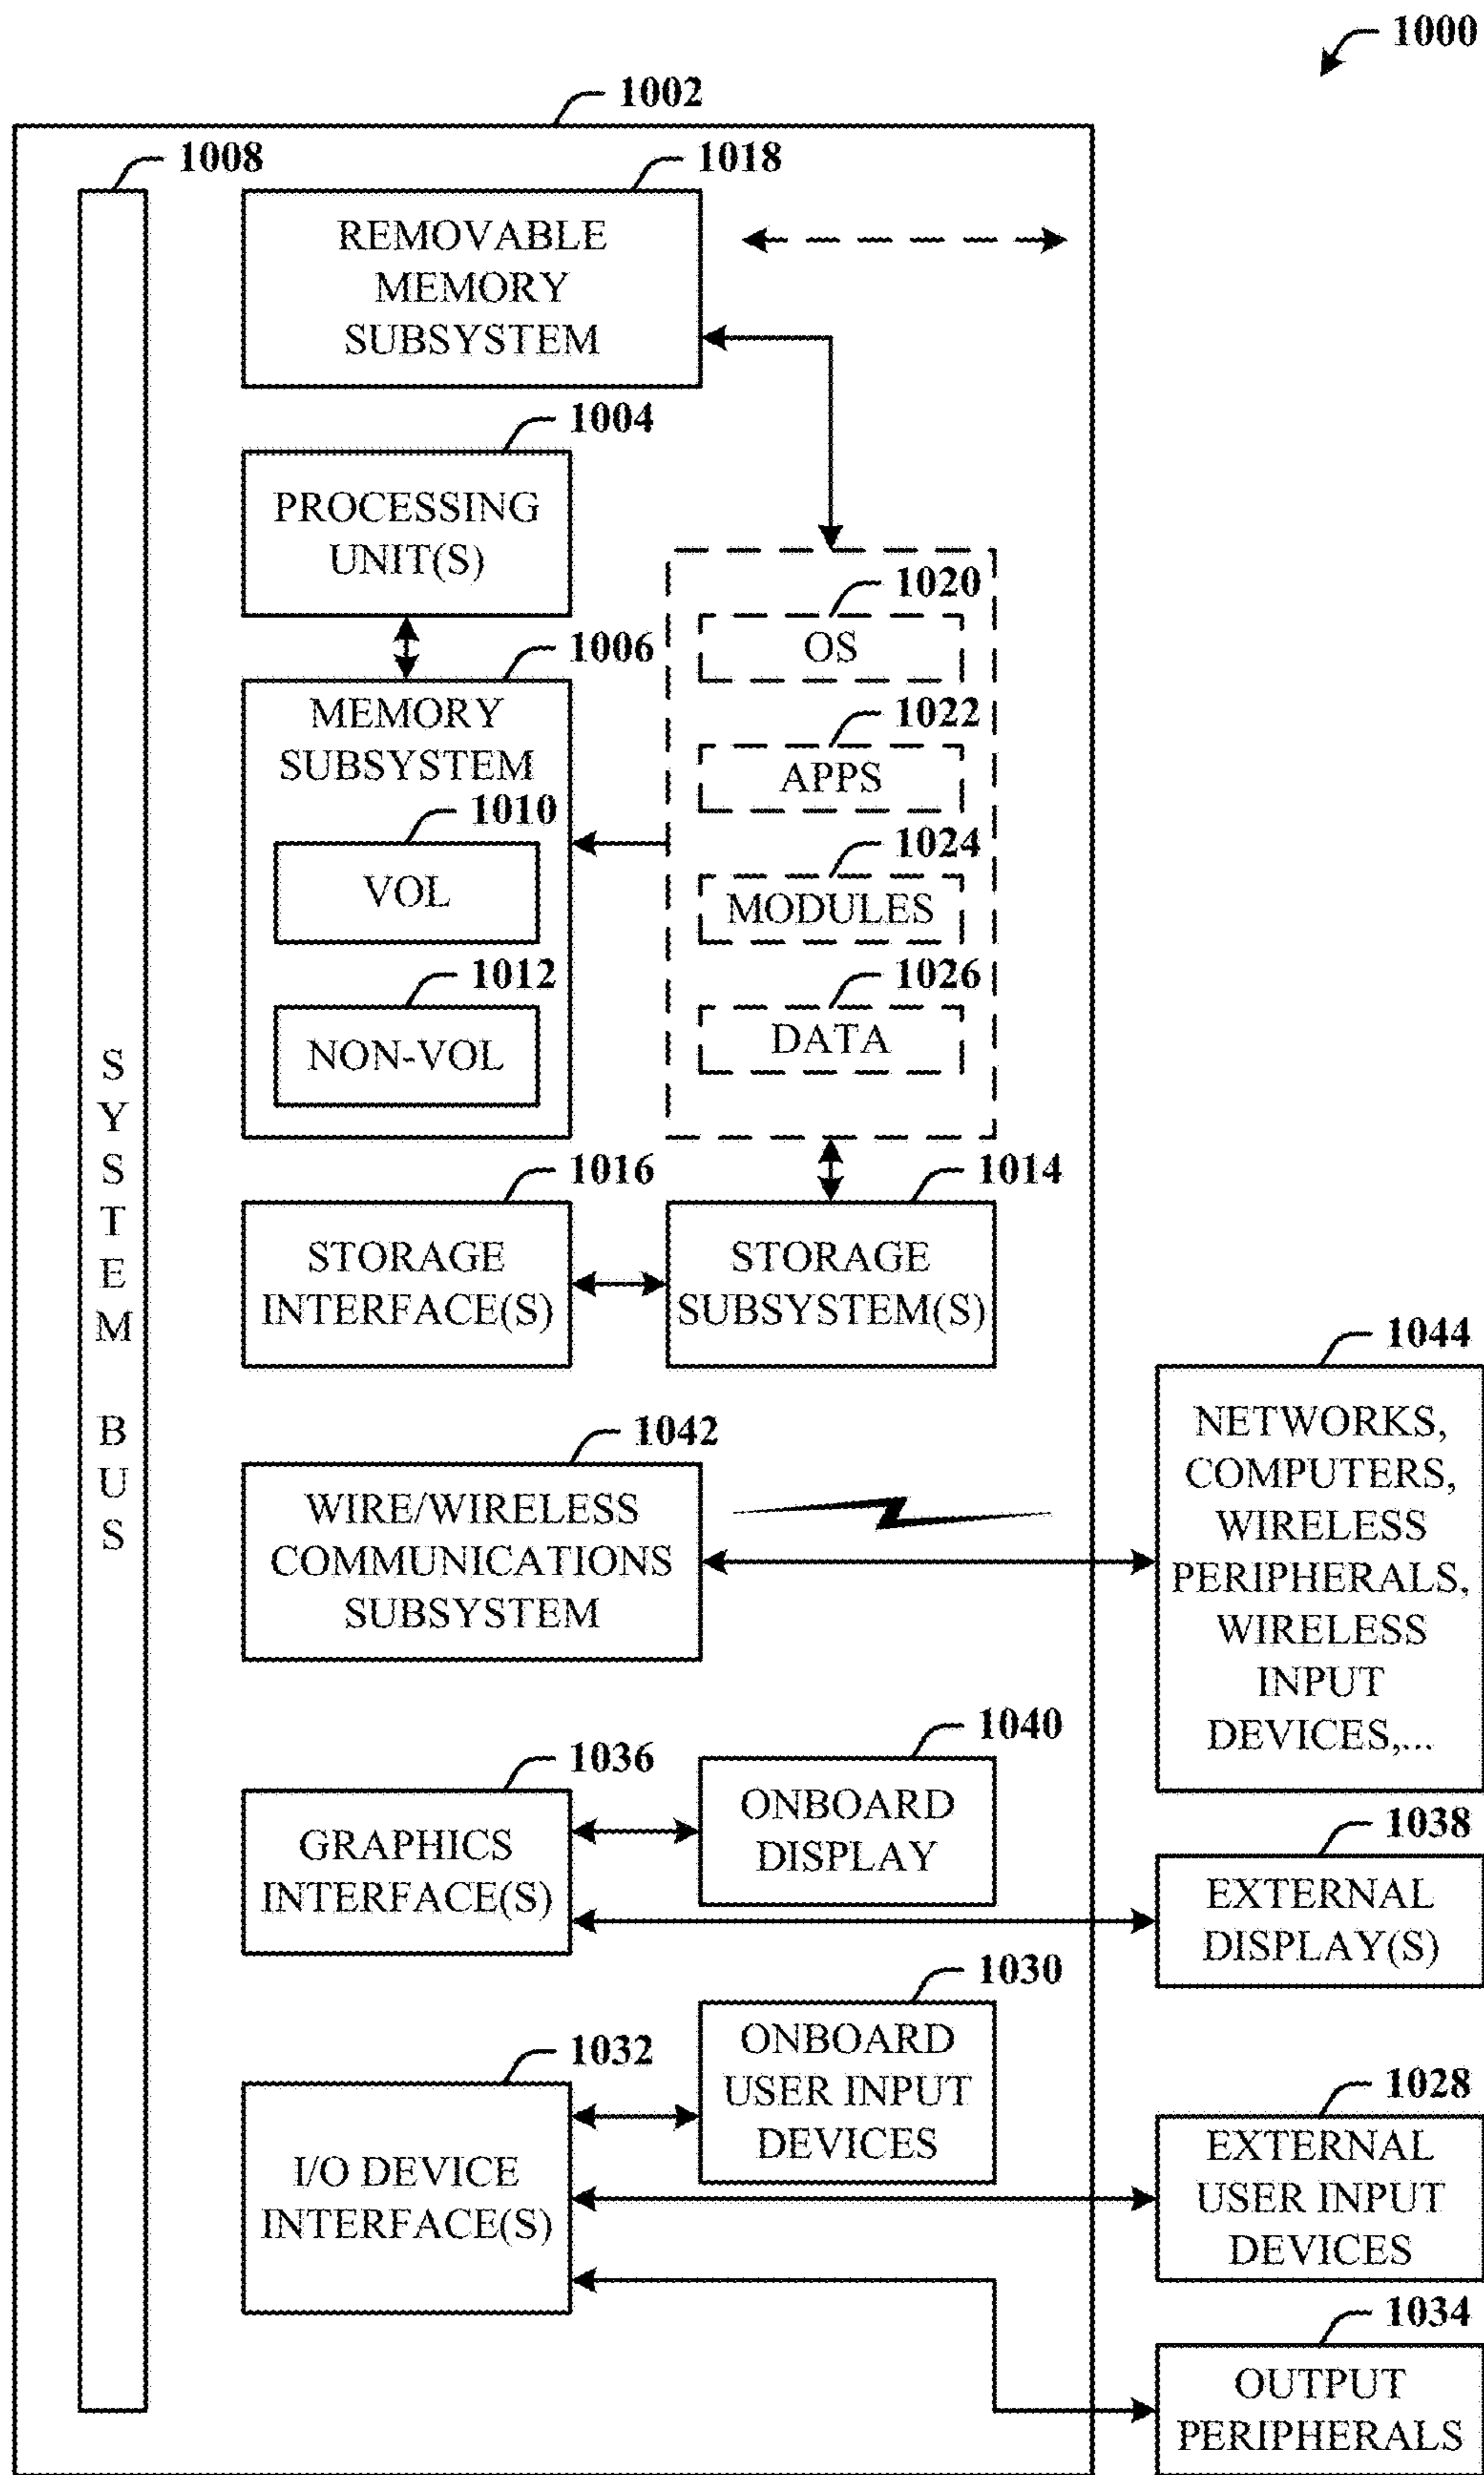 1000
1002
1008
1018
REMOVABLE
MEMORY
SUBSYSTEM
1004
PROCESSING
UNIT(S)
1020
OS
1006
MEMORY
SUBSYSTEM
1022
APPS
1010
VOL
1024
MODULES
1012
NON-VOL
1026
DATA
SYSTEM BUS
1016
STORAGE
INTERFACE(S)
1014
STORAGE
SUBSYSTEM(S)
1044
NETWORKS,
COMPUTERS,
WIRELESS
PERIPHERALS,
WIRELESS
INPUT
DEVICES,...
1042
WIRE/WIRELESS
COMMUNICATIONS
SUBSYSTEM
1040
ONBOARD
DISPLAY
1036
GRAPHICS
INTERFACE(S)
1038
EXTERNAL
DISPLAY(S)
1030
ONBOARD
USER INPUT
DEVICES
1032
I/O DEVICE
INTERFACE(S)
1028
EXTERNAL
USER INPUT
DEVICES
1034
OUTPUT
PERIPHERALS